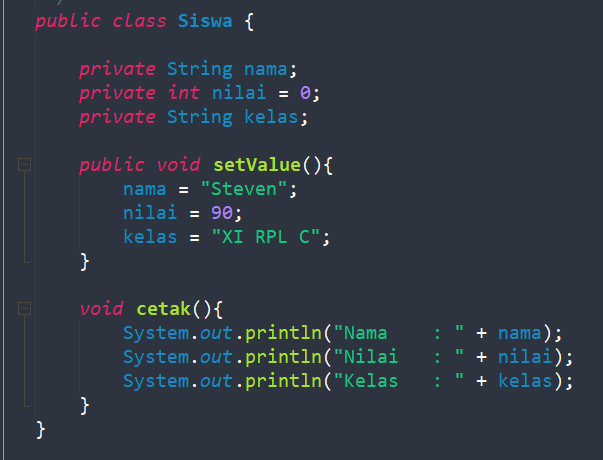 public class Siswa {
private String nama;
private int nilai = 0;
private String kelas;
public void setValue(){
nama = "Steven";
nilai = 90;
kelas = "XI RPL C";
}
void cetak(){
System.out.println("Nama    : " + nama);
System.out.println("Nilai   : " + nilai);
System.out.println("Kelas   : " + kelas);
}
}